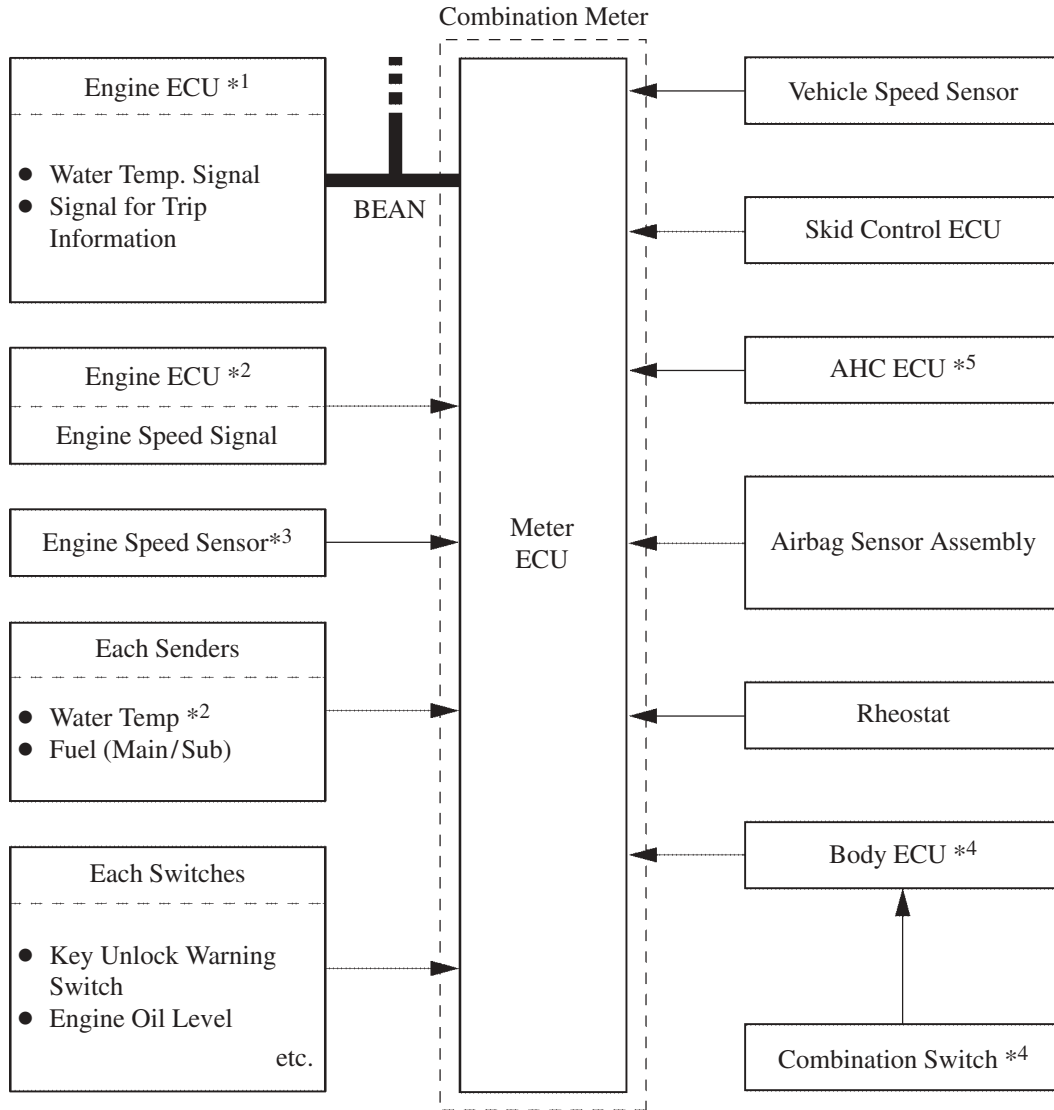 Combination Meter
Engine ECU *1
● Water Temp. Signal
● Signal for Trip
Information
BEAN
Engine ECU *2
Engine Speed Signal
Engine Speed Sensor*3
Each Senders
● Water Temp *2
● Fuel (Main/Sub)
Each Switches
● Key Unlock Warning
Switch
● Engine Oil Level
etc.
Meter
ECU
Vehicle Speed Sensor
Skid Control ECU
AHC ECU *5
Airbag Sensor Assembly
Rheostat
Body ECU *4
Combination Switch *4